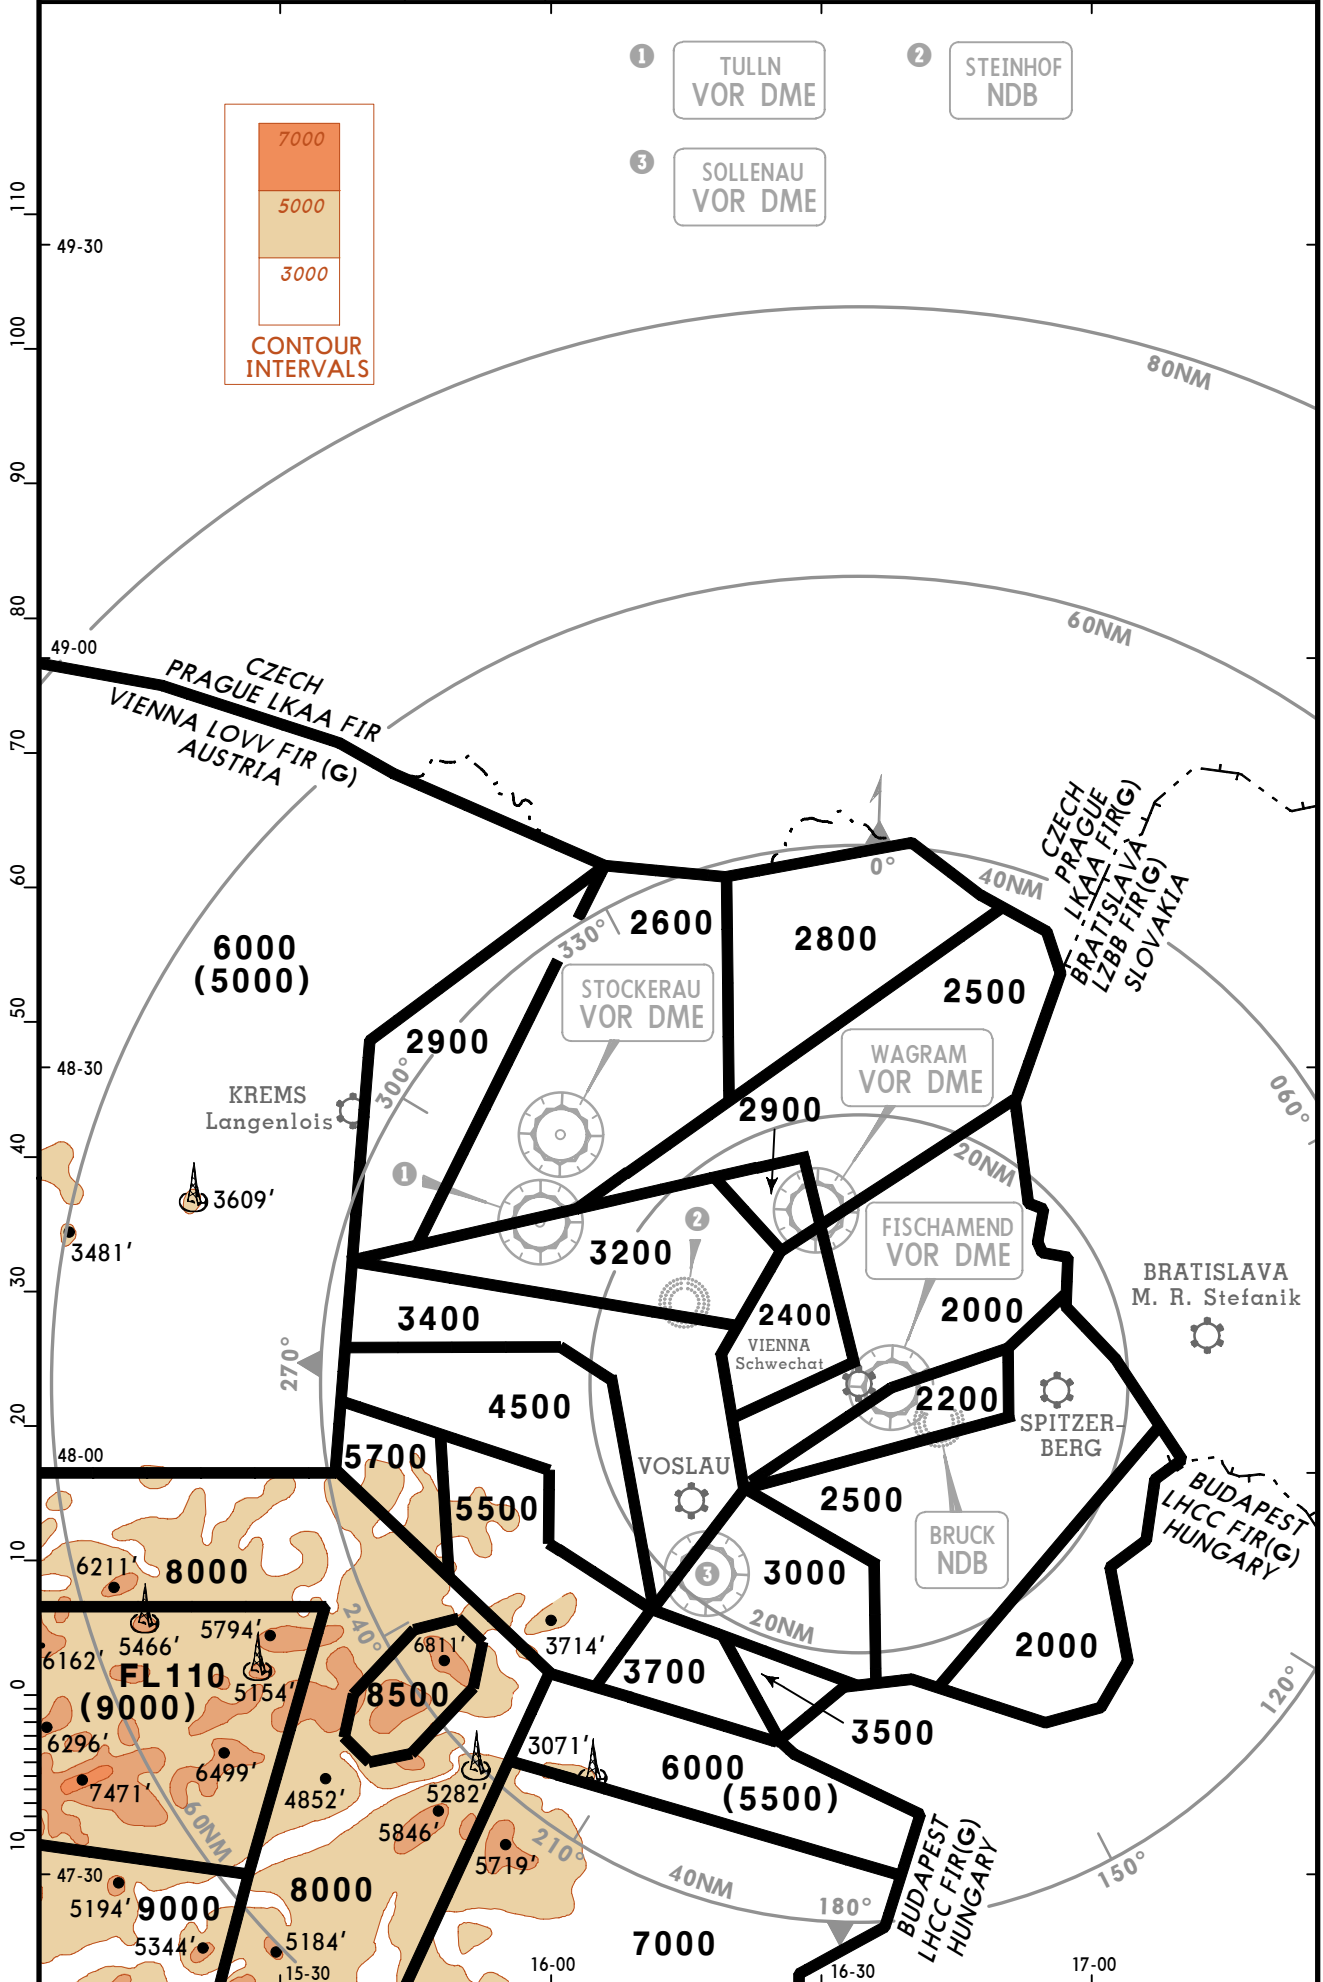 1
TULLN
VOR DME
2
STEINHOF
NDB
3
SOLLENAU
VOR DME
7000
5000
3000
CONTOUR
INTERVALS
110
49-30
100
80NM
90
80
60NM
49-00
CZECH
PRAGUE LKAA FIR
VIENNA LOVV FIR (G)
AUSTRIA
70
CZECH
PRAGUE
LKAA FIR(G)
BRATISLAVA
LZBB FIR(G)
SLOVAKIA
0°
40NM
60
6000
(5000)
330°
2600
2800
2500
STOCKERAU
VOR DME
50
2900
300°
WAGRAM
VOR DME
48-30
KREMS
Langenlois
2900
060°
40
20NM
1
3609'
3481'
2
3200
FISCHAMEND
VOR DME
30
BRATISLAVA
M. R. Stefanik
3400
2400
2000
VIENNA
Schwechat
270°
2200
4500
20
SPITZER-
BERG
48-00
5700
VOSLAU
5500
2500
BUDAPEST
LHCC FIR(G)
HUNGARY
BRUCK
NDB
10
6211'
8000
3
3000
5466'
5794'
240°
6811'
3714'
20NM
6162'
FL110
(9000)
5154'
3700
2000
0
8500
120°
3500
6296'
3071'
6000
(5500)
6499'
7471'
4852'
5282'
60NM
5846'
210°
10
5719'
BUDAPEST
LHCC FIR(G)
HUNGARY
150°
47-30
40NM
5194'
9000
8000
180°
5344'
5184'
7000
15-30
16-00
16-30
17-00